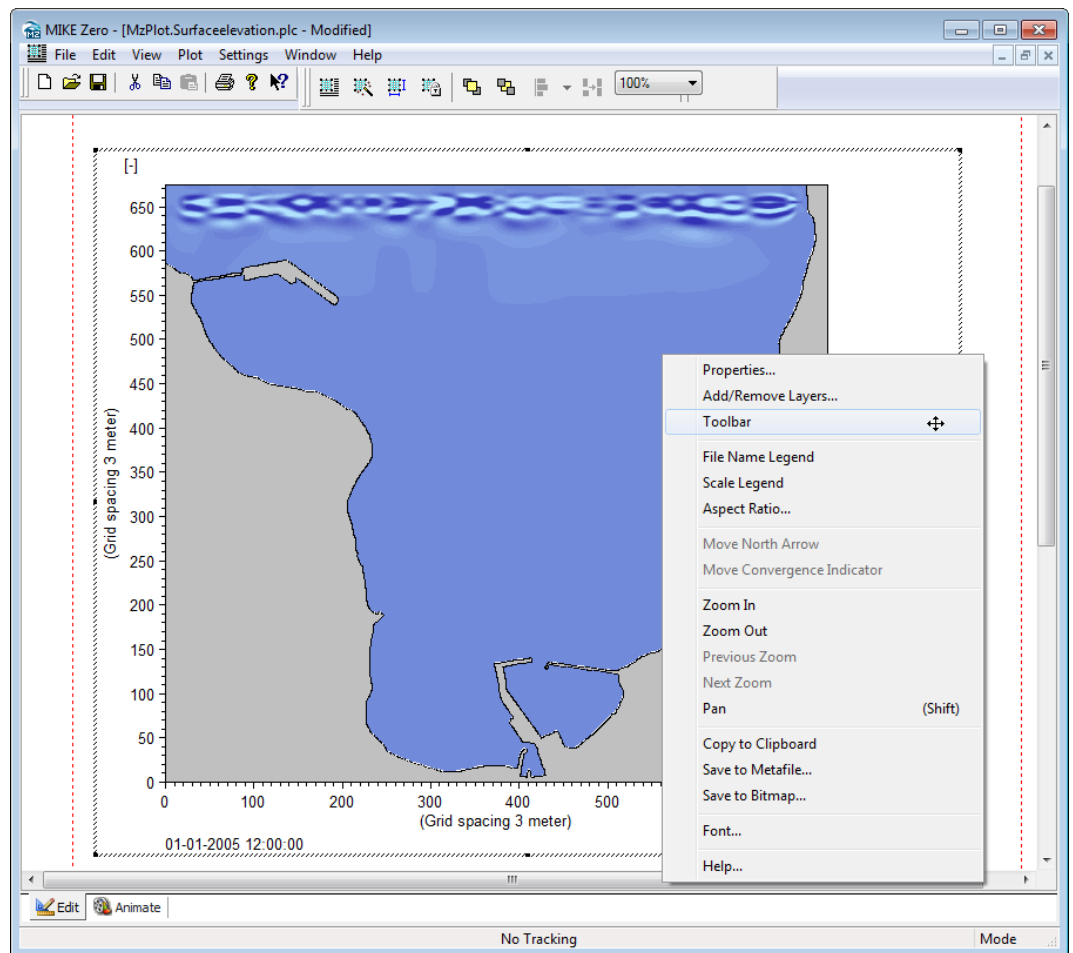 MIKE Zero - [MzPlot.Surfaceelevation.plc - Modified]
File Edit View Plot Settings Window Help
100%
[-]
650
600
550
500
450
400
350
300
250
200
150
100
50
0
(Grid spacing 3 meter)
0 100 200 300 400 500
(Grid spacing 3 meter)
01-01-2005 12:00:00
Properties...
Add/Remove Layers...
Toolbar
File Name Legend
Scale Legend
Aspect Ratio...
Move North Arrow
Move Convergence Indicator
Zoom In
Zoom Out
Previous Zoom
Next Zoom
Pan (Shift)
Copy to Clipboard
Save to Metafile...
Save to Bitmap...
Font...
Help...
Edit Animate
No Tracking Mode